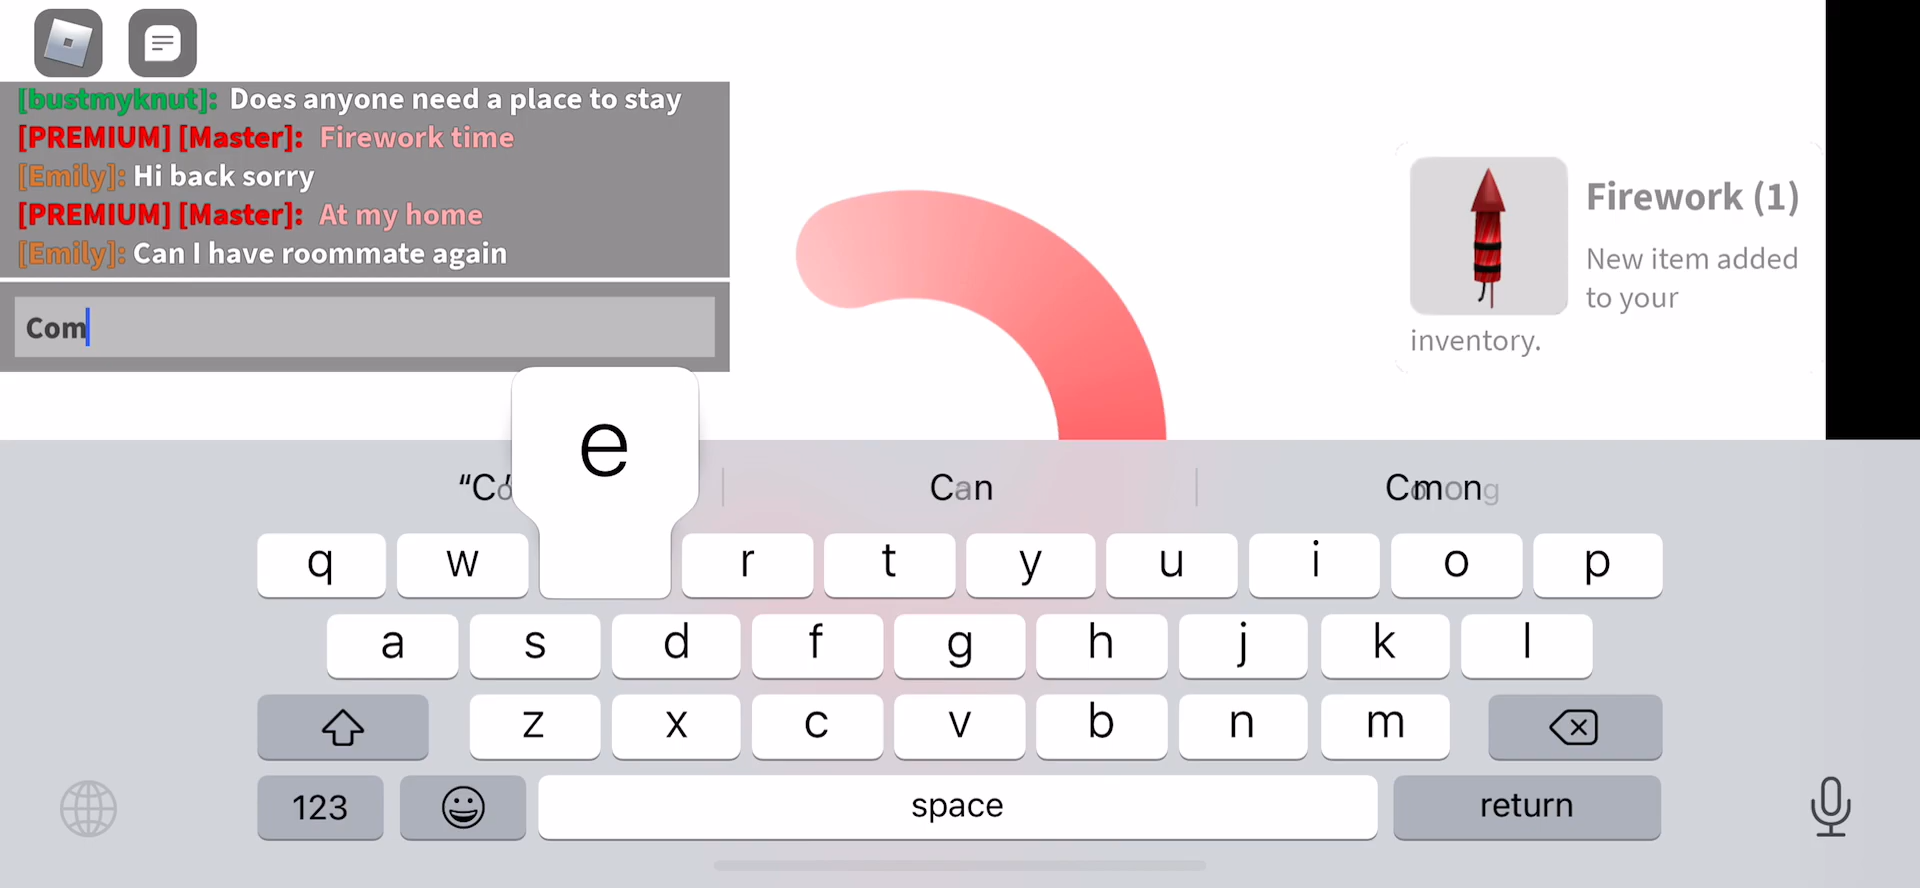 [bustmyknut]: Does anyone need a place to stay
[PREMIUM] [Master]: Firework time
[Emily]: Hi back sorry
[PREMIUM] [Master]: At my home
[Emily]: Can I have roommate again
Com
Firework (1)
New item added
to your
inventory.
e
Can
q w r t y u i o p
a s d f g h j k l
z x c v b n m
123 space return